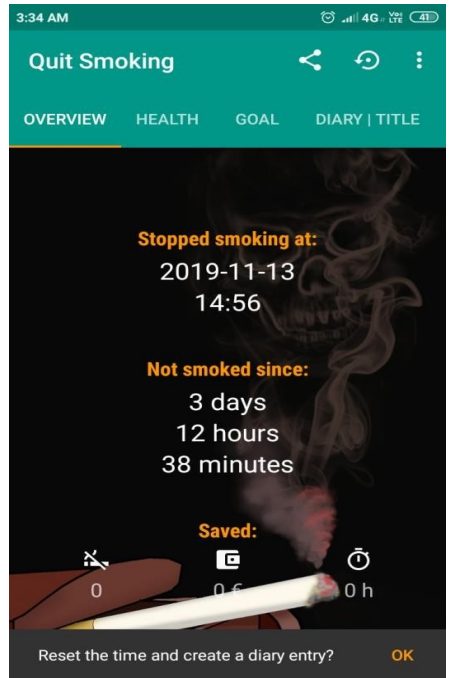 3:34 AM 4G Vo LTE 41
Quit Smoking
OVERVIEW HEALTH GOAL DIARY | TITLE
Stopped smoking at:
2019-11-13
14:56
Not smoked since:
3 days
12 hours
38 minutes
Saved:
0 0 € 0 h
Reset the time and create a diary entry? OK